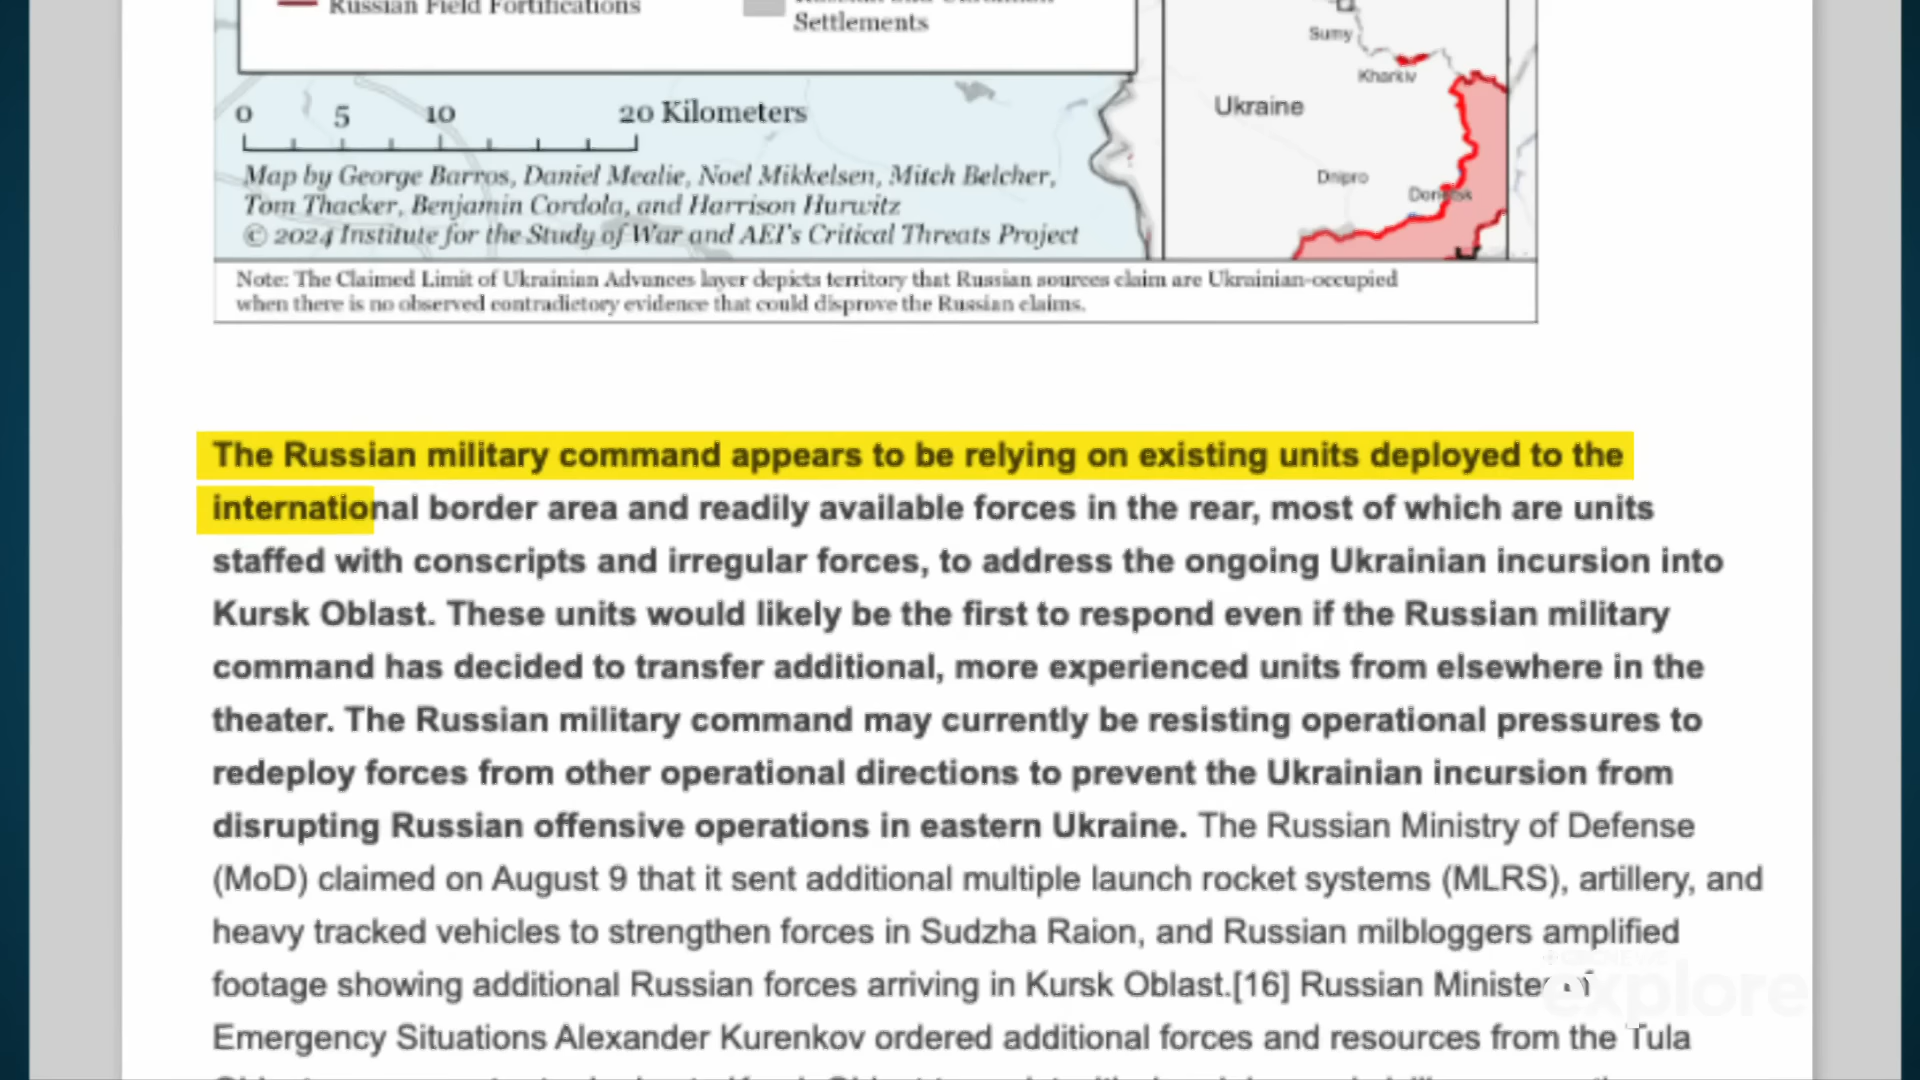 Russian Field Fortifications
Settlements
0 5 10 20 Kilometers
Map by George Barros, Daniel Mealie, Noel Mikkelsen, Mitch Belcher,
Tom Thacker, Benjamin Cordola, and Harrison Hurwitz
© 2024 Institute for the Study of War and AEI's Critical Threats Project
Sumy
Kharkiv
Ukraine
Dnipro
Donetsk
Note: The Claimed Limit of Ukrainian Advances layer depicts territory that Russian sources claim are Ukrainian-occupied
when there is no observed contradictory evidence that could disprove the Russian claims.
The Russian military command appears to be relying on existing units deployed to the
international border area and readily available forces in the rear, most of which are units
staffed with conscripts and irregular forces, to address the ongoing Ukrainian incursion into
Kursk Oblast. These units would likely be the first to respond even if the Russian military
command has decided to transfer additional, more experienced units from elsewhere in the
theater. The Russian military command may currently be resisting operational pressures to
redeploy forces from other operational directions to prevent the Ukrainian incursion from
disrupting Russian offensive operations in eastern Ukraine. The Russian Ministry of Defense
(MoD) claimed on August 9 that it sent additional multiple launch rocket systems (MLRS), artillery, and
heavy tracked vehicles to strengthen forces in Sudzha Raion, and Russian milbloggers amplified
footage showing additional Russian forces arriving in Kursk Oblast.[16] Russian Minister of
Emergency Situations Alexander Kurenkov ordered additional forces and resources from the Tula
explore